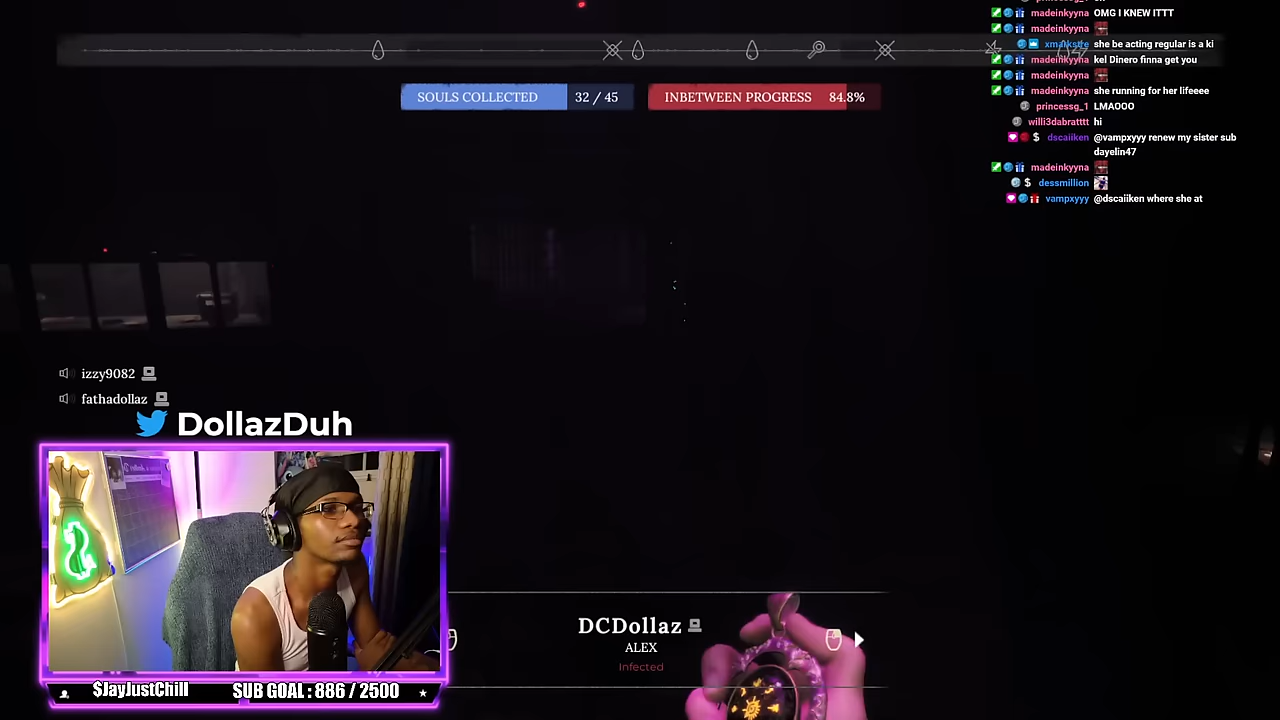 madeinkyyna OMG I KNEW ITTT
madeinkyyna
xmarkstre she be acting regular is a ki
madeinkyyna kel Dinero finna get you
madeinkyyna
madeinkyyna she running for her lifeeee
princessg_1 LMAOOO
willi3dabratttt hi
dscaiiken @vampxyyy renew my sister sub
dayelin47
madeinkyyna
dessmillion
vampxyyy @dscaiiken where she at
SOULS COLLECTED 32 / 45
INBETWEEN PROGRESS 84.8%
izzy9082
fathadollaz
DollazDuh
DCDollaz
ALEX
Infected
$JayJustChill
SUB GOAL : 886 / 2500